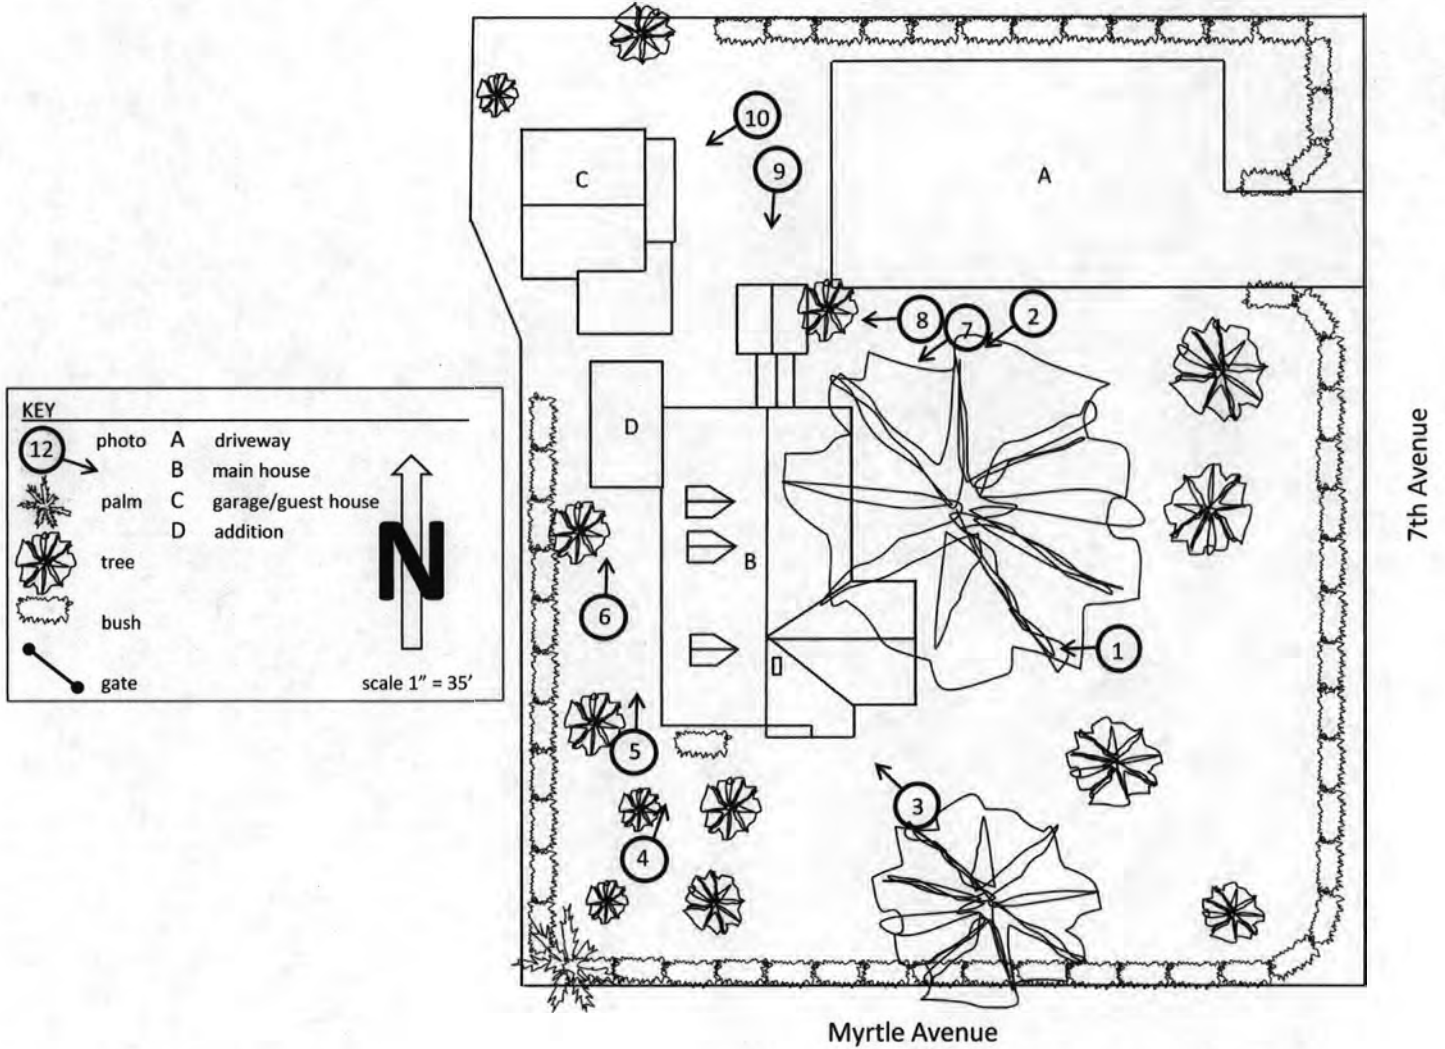 10
9
C
A
8
7
2
D
B
6
1
5
3
4
KEY
12 photo A driveway
B main house
palm C garage/guest house
D addition
tree
bush
gate
N
scale 1" = 35'
7th Avenue
Myrtle Avenue